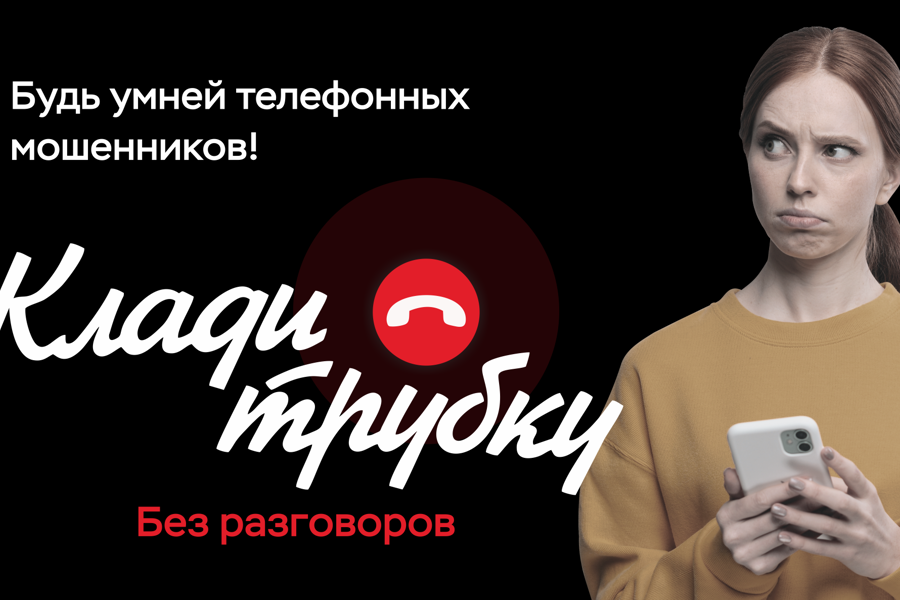 Будь умней телефонных
мошенников!
Клади
трубку
Без разговоров